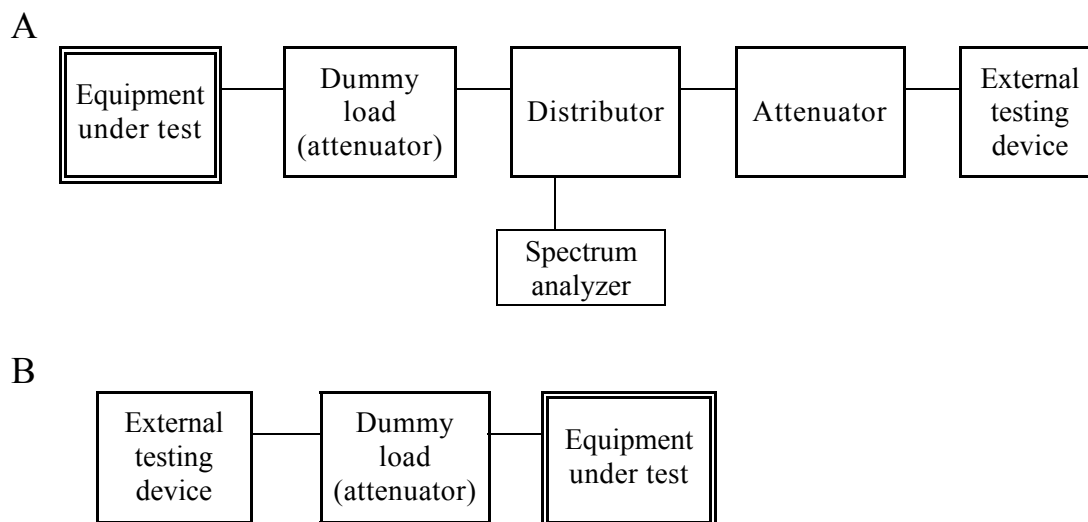 A
Equipment
under test
Dummy
load
(attenuator)
Distributor
Attenuator
External
testing
device
Spectrum
analyzer
B
External
testing
device
Dummy
load
(attenuator)
Equipment
under test